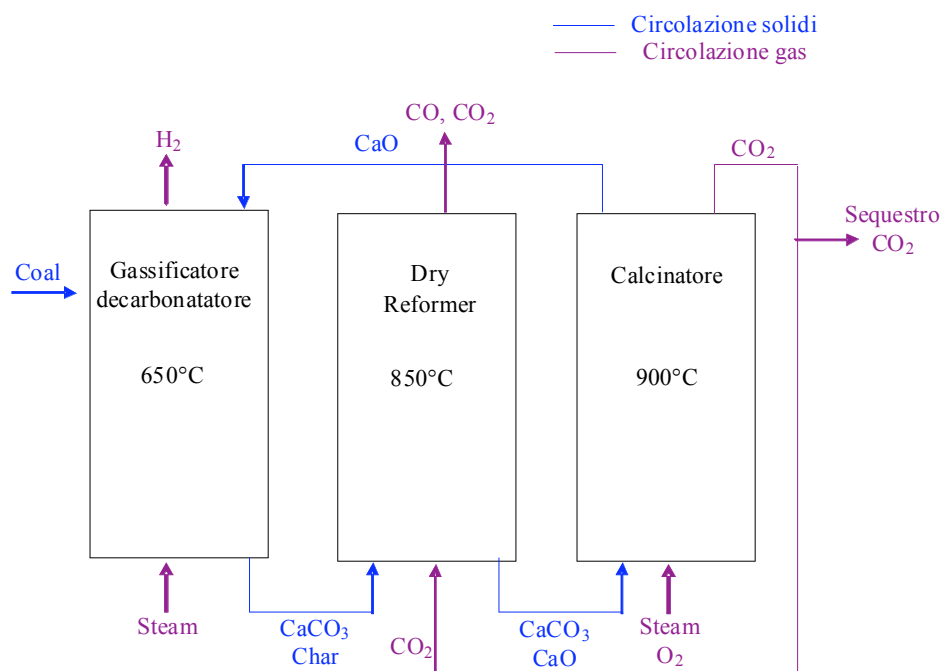 Circolazione solidi
Circolazione gas
CO, CO₂
H₂
CaO
CO₂
Sequestro
CO₂
Coal
Gassificatore
decarbonatatore
650°C
Dry
Reformer
850°C
Calcinatore
900°C
Steam
CaCO₃
Char
CO₂
CaCO₃
CaO
Steam
O₂